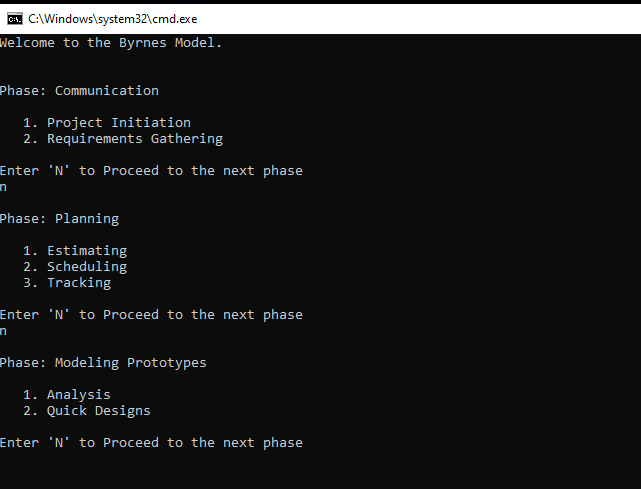 C:\Windows\system32\cmd.exe
Welcome to the Byrnes Model.
Phase: Communication
1. Project Initiation
2. Requirements Gathering
Enter 'N' to Proceed to the next phase
n
Phase: Planning
1. Estimating
2. Scheduling
3. Tracking
Enter 'N' to Proceed to the next phase
n
Phase: Modeling Prototypes
1. Analysis
2. Quick Designs
Enter 'N' to Proceed to the next phase